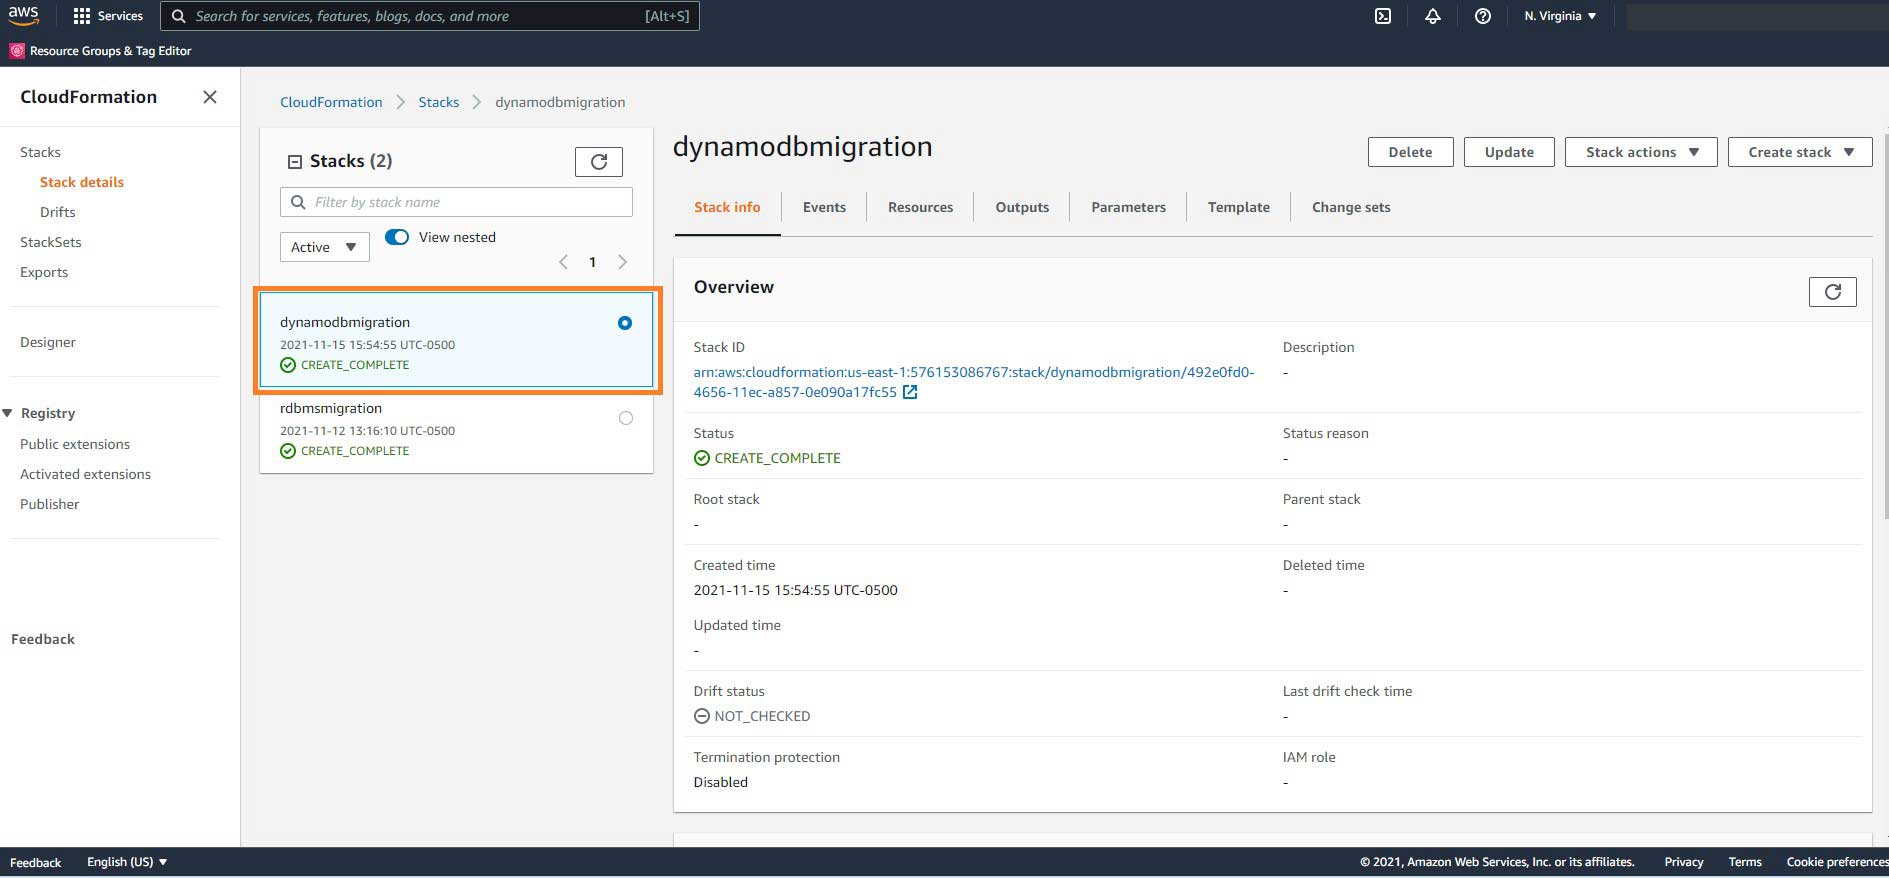 aws
Services
Search for services, features, blogs, docs, and more
[Alt+S]
N. Virginia
Resource Groups & Tag Editor
CloudFormation
Stacks
Stack details
Drifts
StackSets
Exports
Designer
Registry
Public extensions
Activated extensions
Publisher
Feedback
CloudFormation
Stacks
dynamodbmigration
Stacks (2)
Filter by stack name
Active
View nested
1
dynamodbmigration
2021-11-15 15:54:55 UTC-0500
CREATE_COMPLETE
rdbmsmigration
2021-11-12 13:16:10 UTC-0500
CREATE_COMPLETE
dynamodbmigration
Delete
Update
Stack actions
Create stack
Stack info
Events
Resources
Outputs
Parameters
Template
Change sets
Overview
Stack ID
arn:aws:cloudformation:us-east-1:576153086767:stack/dynamodbmigration/492e0fd0-
4656-11ec-a857-0e090a17fc55
Description
-
Status
CREATE_COMPLETE
Status reason
-
Root stack
-
Parent stack
-
Created time
2021-11-15 15:54:55 UTC-0500
Deleted time
-
Updated time
-
Drift status
NOT_CHECKED
Last drift check time
-
Termination protection
Disabled
IAM role
-
Feedback
English (US)
© 2021, Amazon Web Services, Inc. or its affiliates.
Privacy
Terms
Cookie preferences